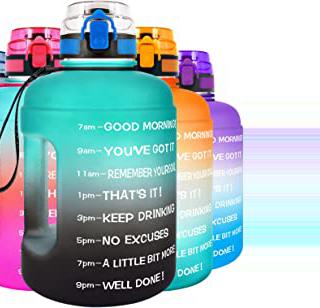 7am-GOOD MORNING
9am-YOU'VE GOT IT
11am-REMEMBER YOUR GOAL
1pm-THAT'S IT!
3pm-KEEP DRINKING
5pm-NO EXCUSES
7pm-A LITTLE BIT MORE
9pm-WELL DONE!